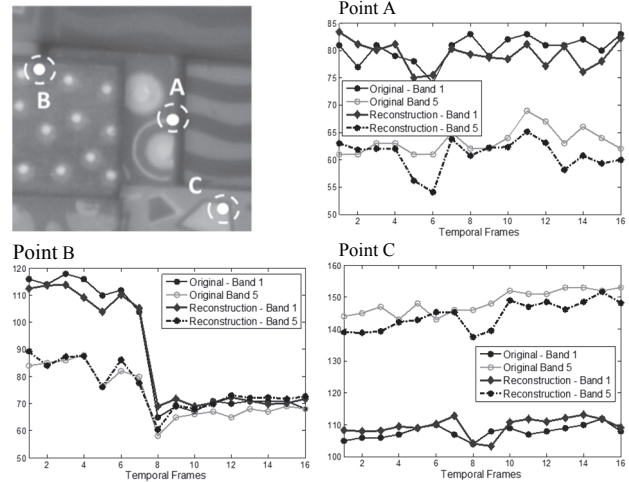 Point A
A
B
C
85
80
75
70
65
60
55
50
Original - Band 1
Original Band 5
Reconstruction - Band 1
Reconstruction - Band 5
2 4 6 8 10 12 14 16
Temporal Frames
Point B
120
110
100
90
80
70
60
50
Original - Band 1
Original Band 5
Reconstruction - Band 1
Reconstruction - Band 5
2 4 6 8 10 12 14 16
Temporal Frames
Point C
160
150
140
130
120
110
100
Original - Band 1
Original Band 5
Reconstruction - Band 1
Reconstruction - Band 5
2 4 6 8 10 12 14 16
Temporal Frames